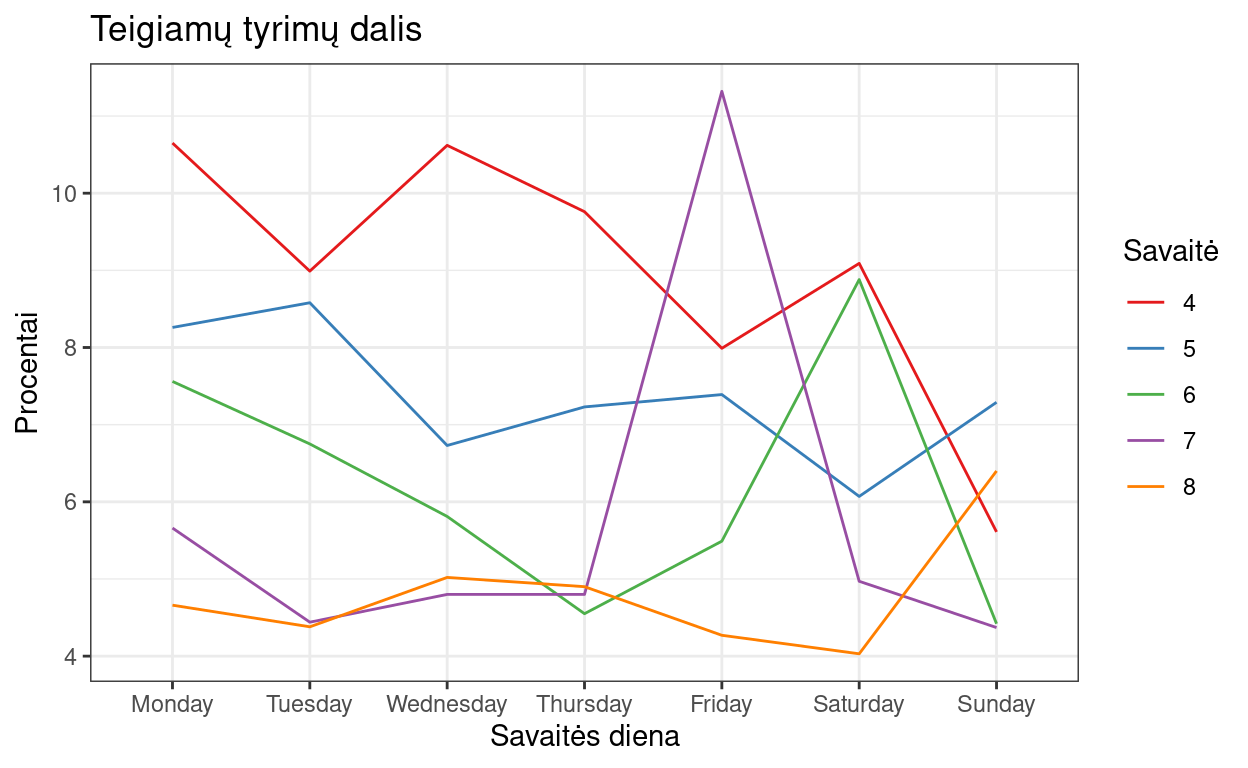 Teigiamų tyrimų dalis
Procentai
10
8
6
4
Monday Tuesday Wednesday Thursday Friday Saturday Sunday
Savaitės diena
Savaitė
4
5
6
7
8